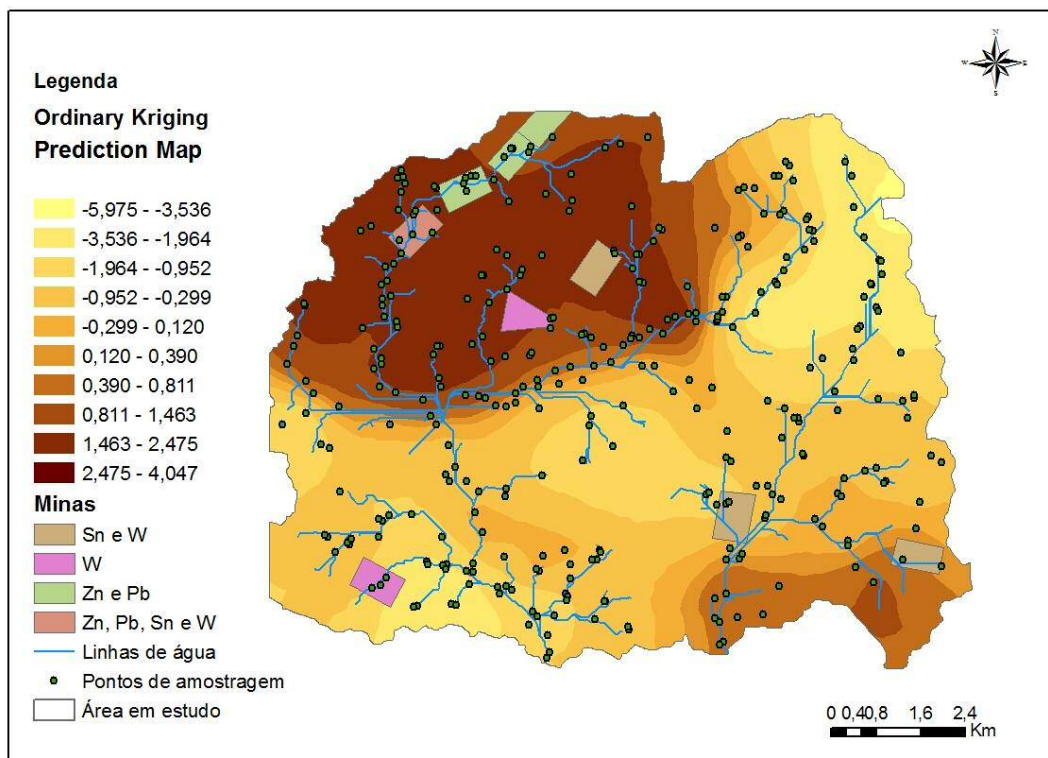 Legenda
Ordinary Kriging
Prediction Map
-5,975 - -3,536
-3,536 - -1,964
-1,964 - -0,952
-0,952 - -0,299
-0,299 - 0,120
0,120 - 0,390
0,390 - 0,811
0,811 - 1,463
1,463 - 2,475
2,475 - 4,047
Minas
Sn e W
W
Zn e Pb
Zn, Pb, Sn e W
Linhas de água
Pontos de amostragem
Área em estudo
N
W E
S
0 0,40,8 1,6 2,4
Km